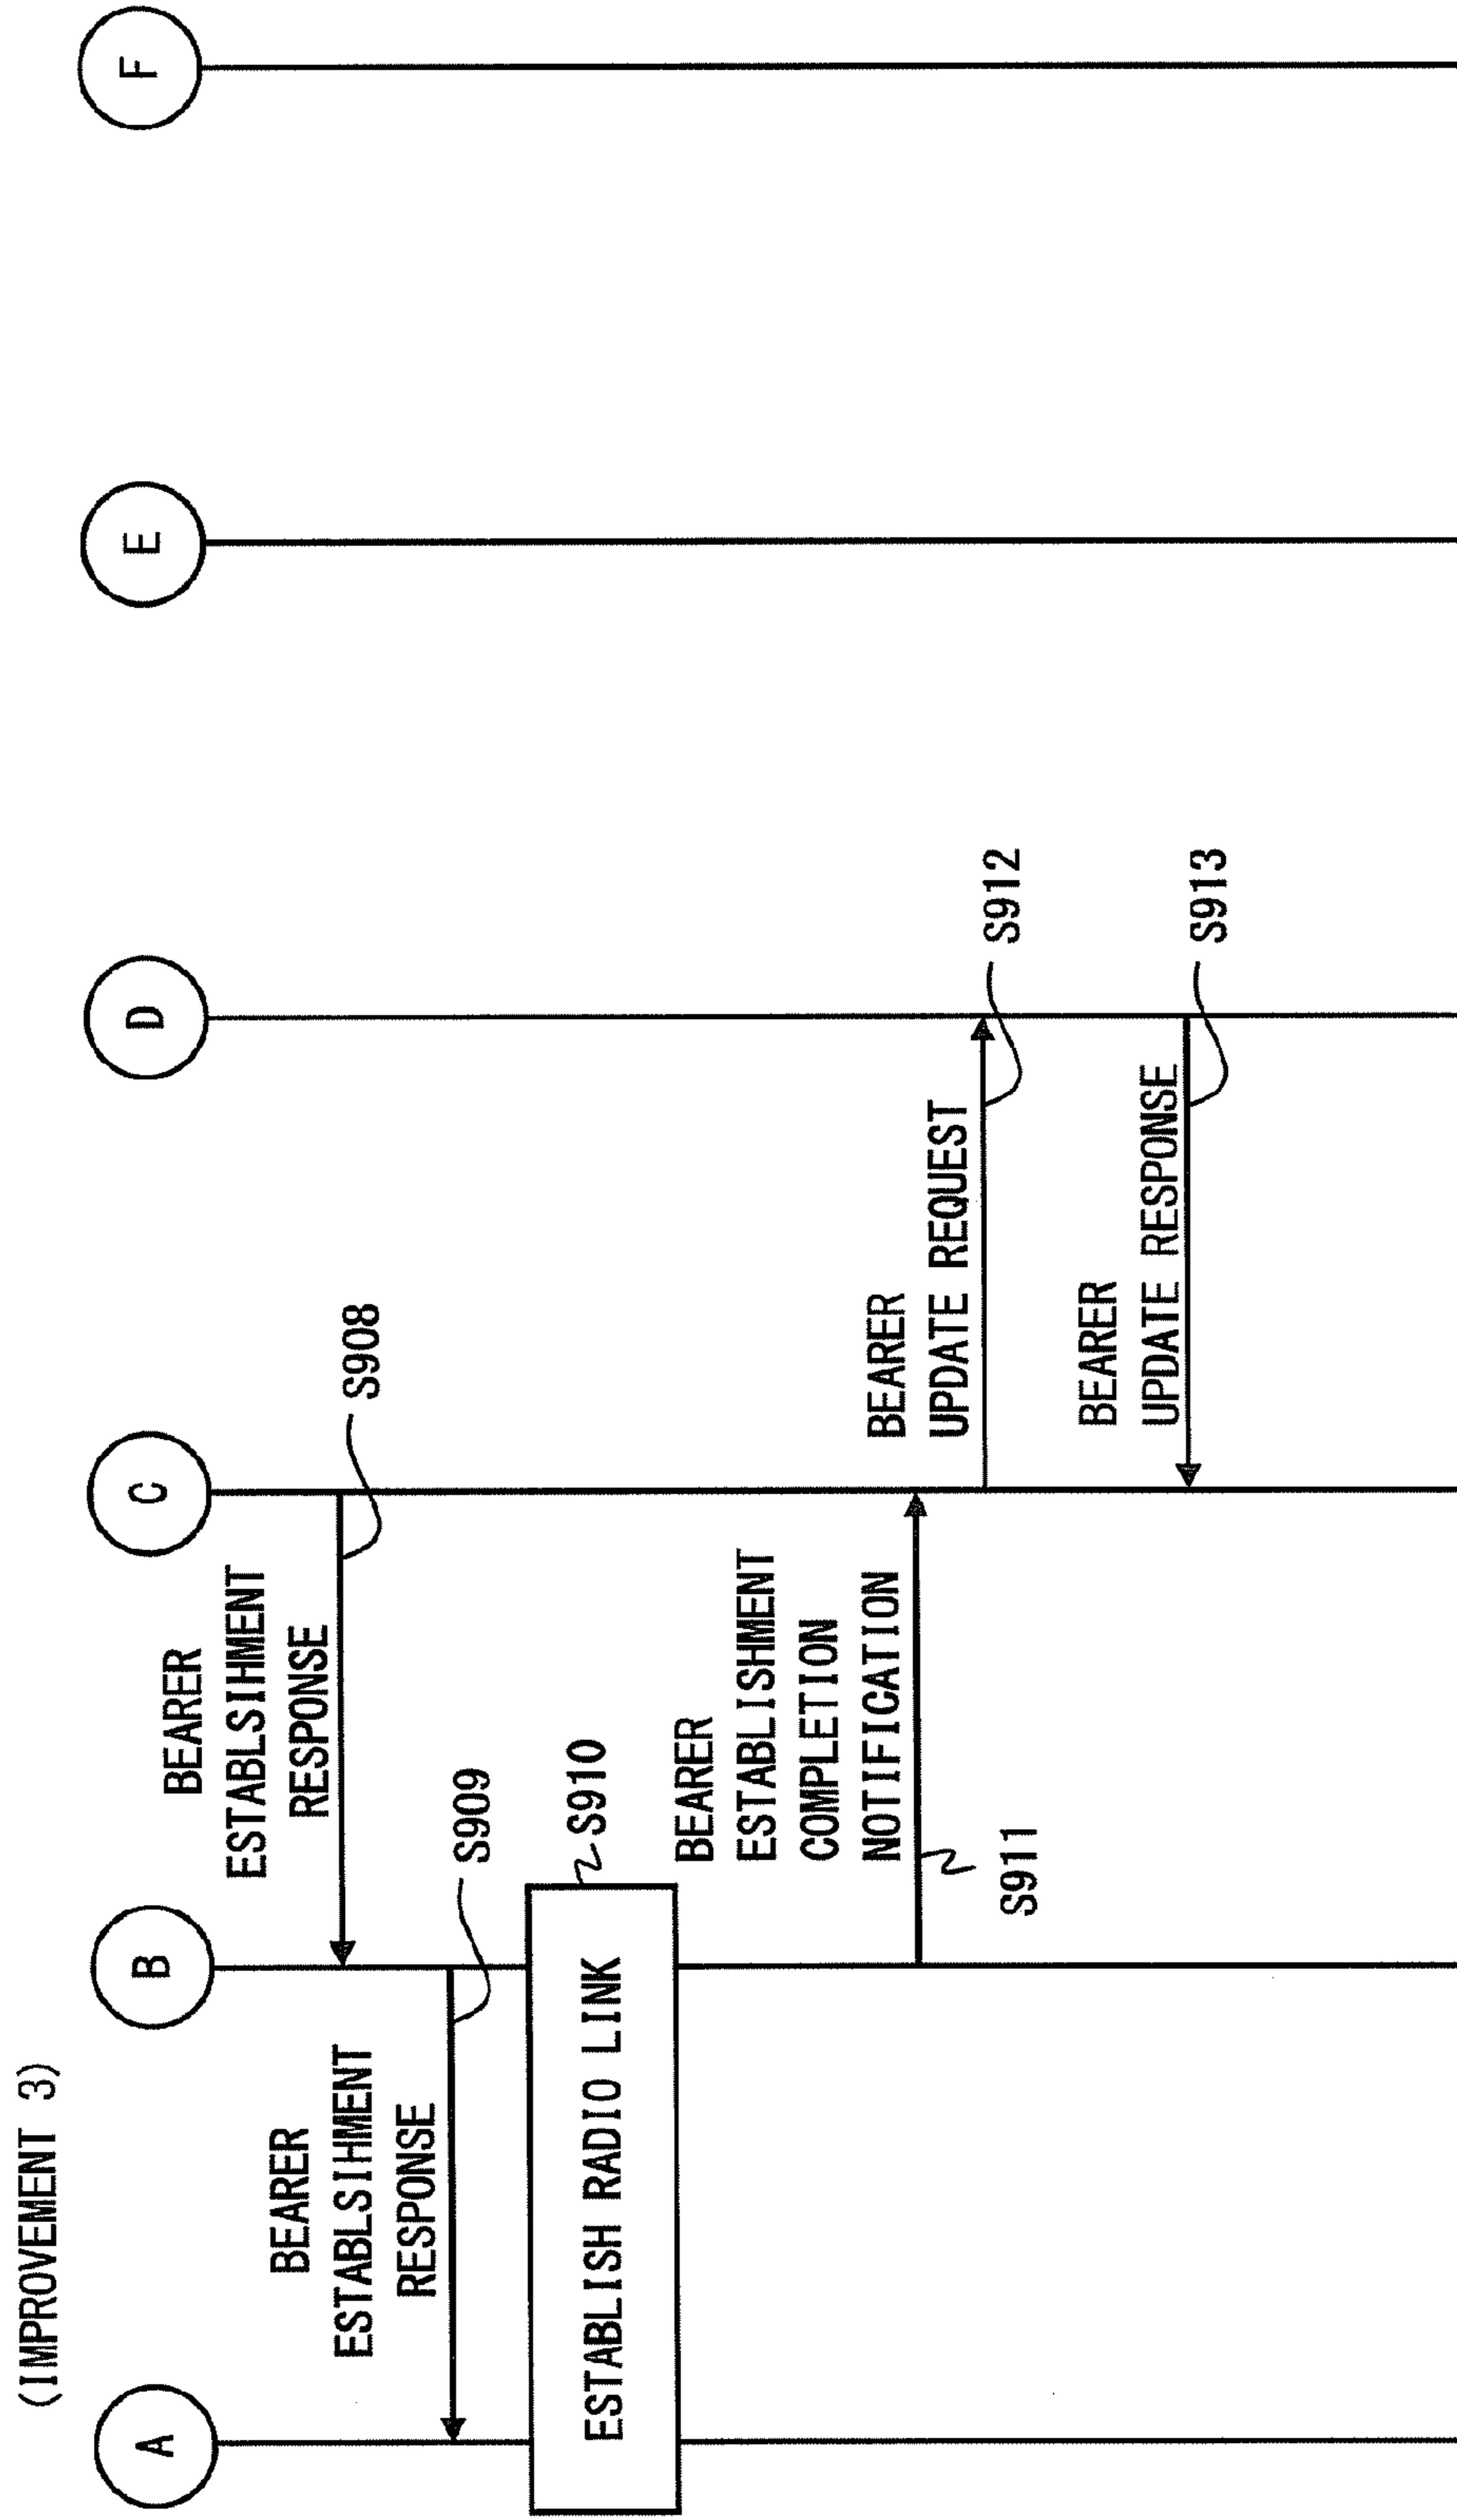 (IMPROVEMENT 3)
A
B
C
D
E
F
BEARER
ESTABLSIHMENT
RESPONSE
S908
BEARER
ESTABLSIHMENT
RESPONSE
S909
ESTABLISH RADIO LINK
S910
BEARER
ESTABLISHMENT
COMPLETION
NOTIFICATION
S911
BEARER
UPDATE REQUEST
S912
BEARER
UPDATE RESPONSE
S913